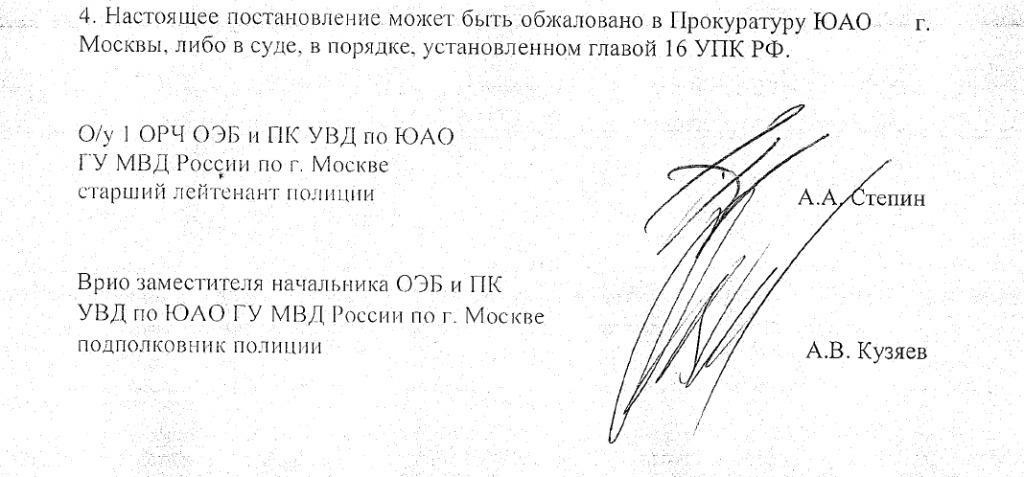 4. Настоящее постановление может быть обжаловано в Прокуратуру ЮАО г.
Москвы, либо в суде, в порядке, установленном главой 16 УПК РФ.
О/у 1 ОРЧ ОЭБ и ПК УВД по ЮАО
ГУ МВД России по г. Москве
старший лейтенант полиции
А.А. Степин
Врио заместителя начальника ОЭБ и ПК
УВД по ЮАО ГУ МВД России по г. Москве
подполковник полиции
А.В. Кузяев